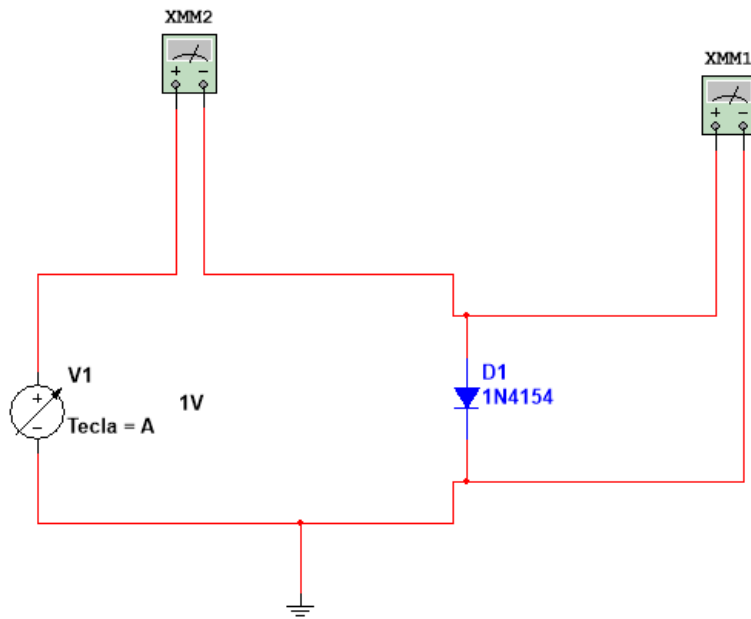 XMM2
XMM1
+ −
+ −
V1
+
−
Tecla = A
1V
D1
1N4154